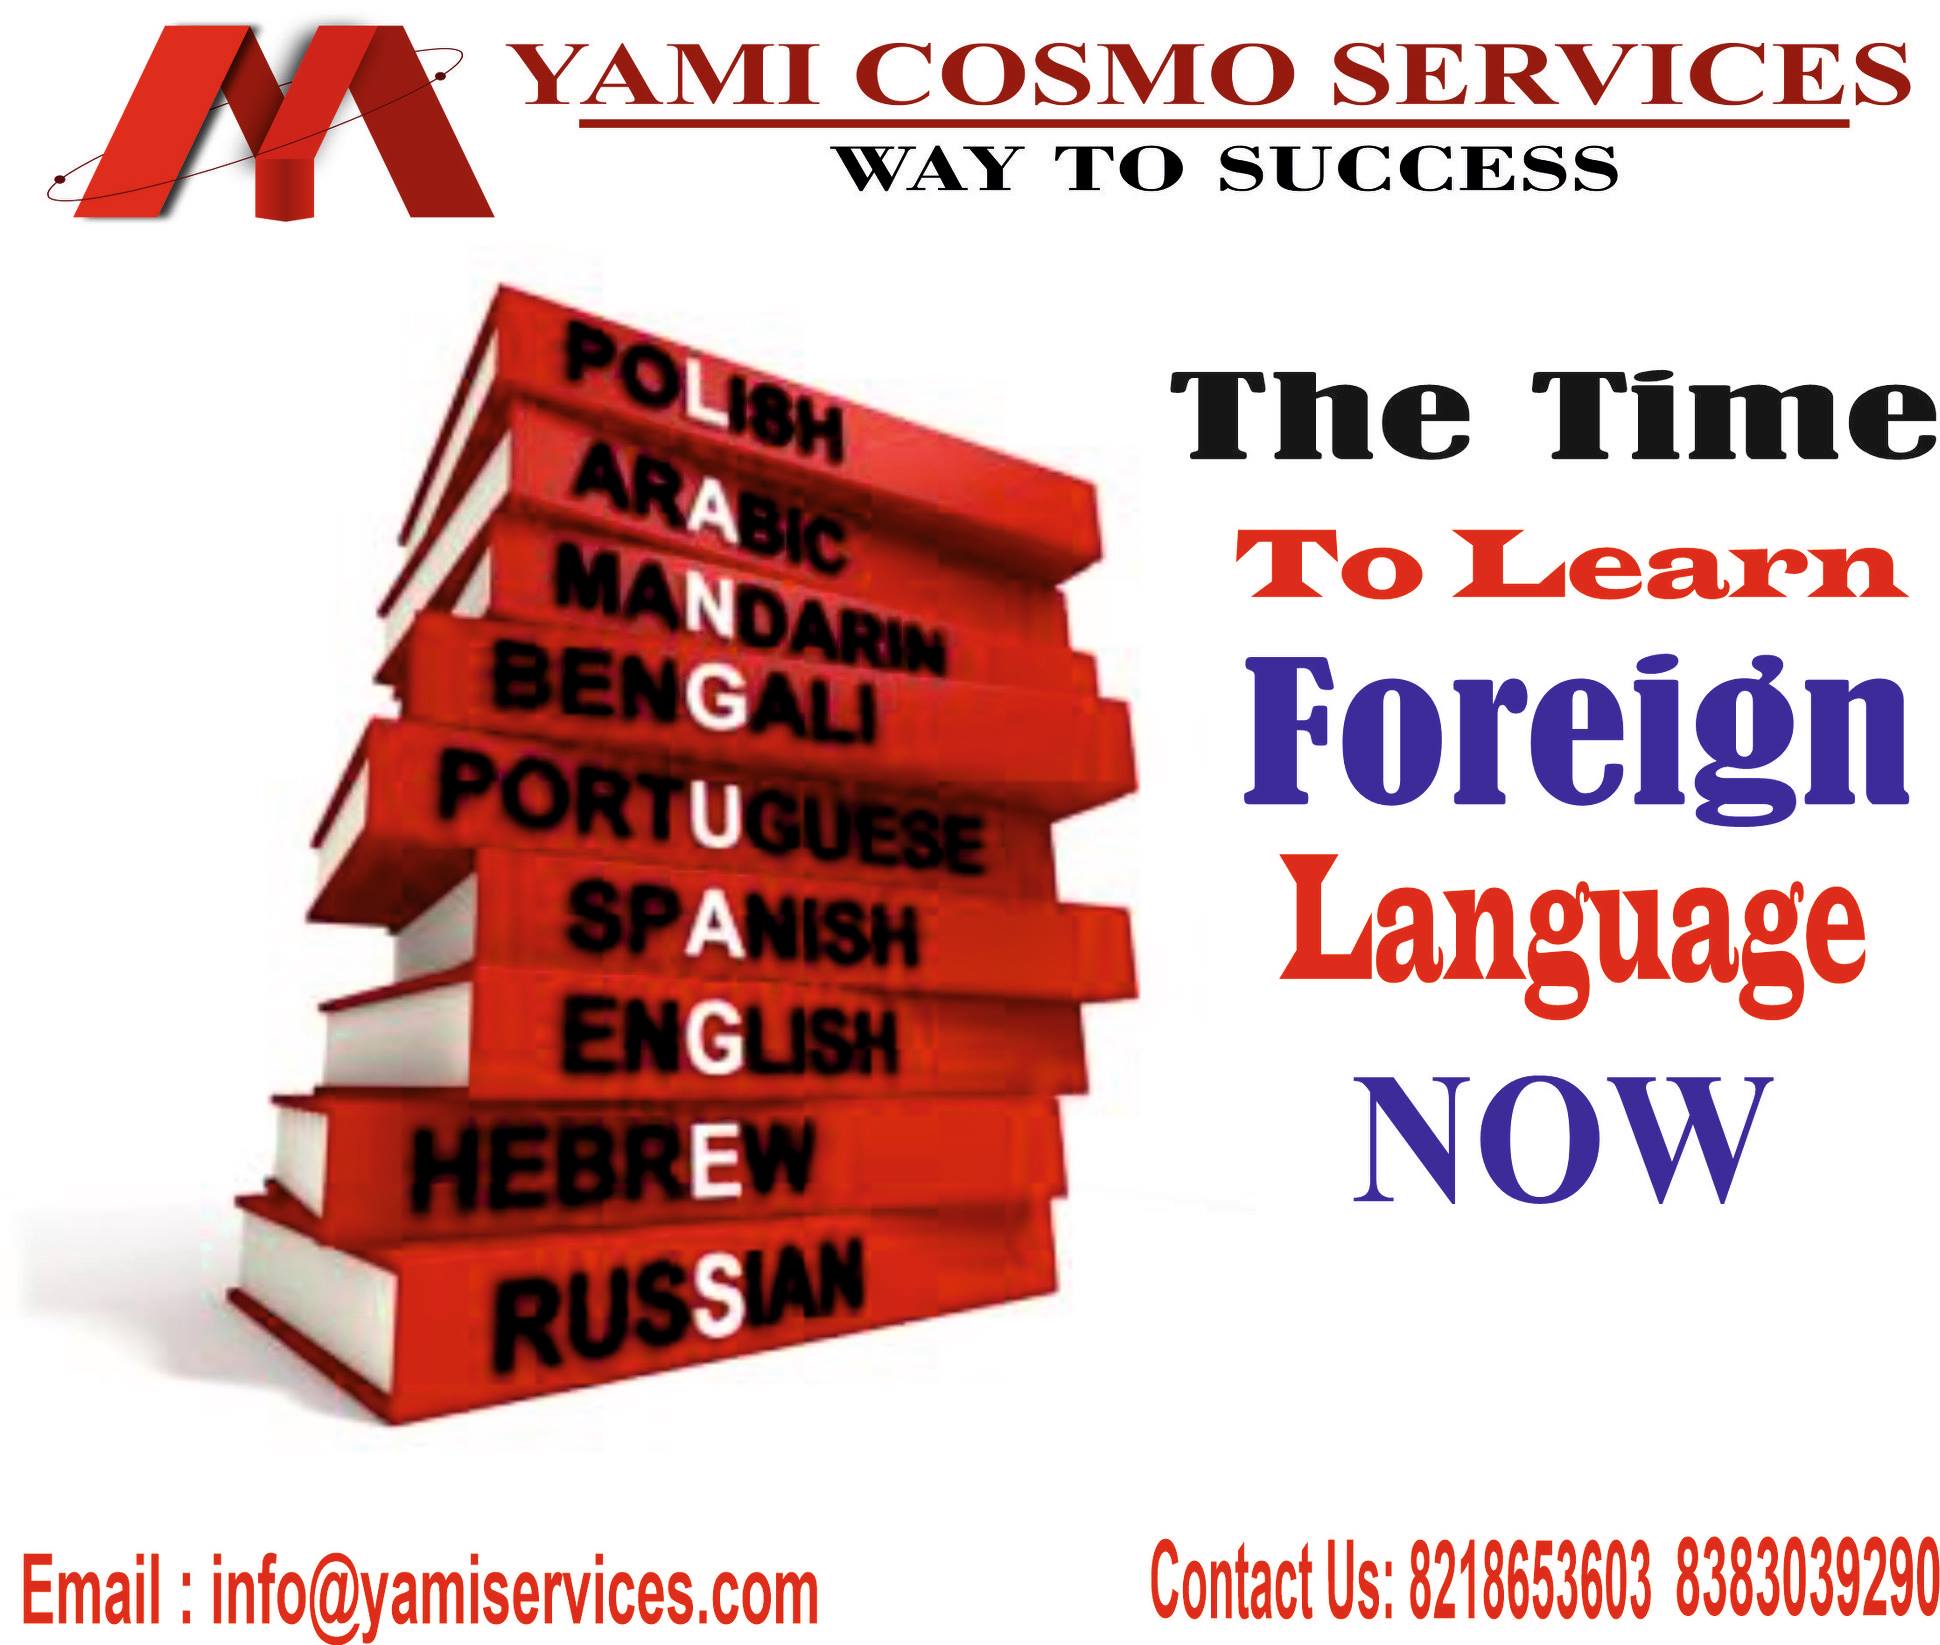 YAMI COSMO SERVICES
WAY TO SUCCESS
POLISH
ARABIC
MANDARIN
BENGALI
PORTUGUESE
SPANISH
ENGLISH
HEBREW
RUSSIAN
The Time
To Learn
Foreign
Language
NOW
Email : info@yamiservices.com
Contact Us: 8218653603 8383039290